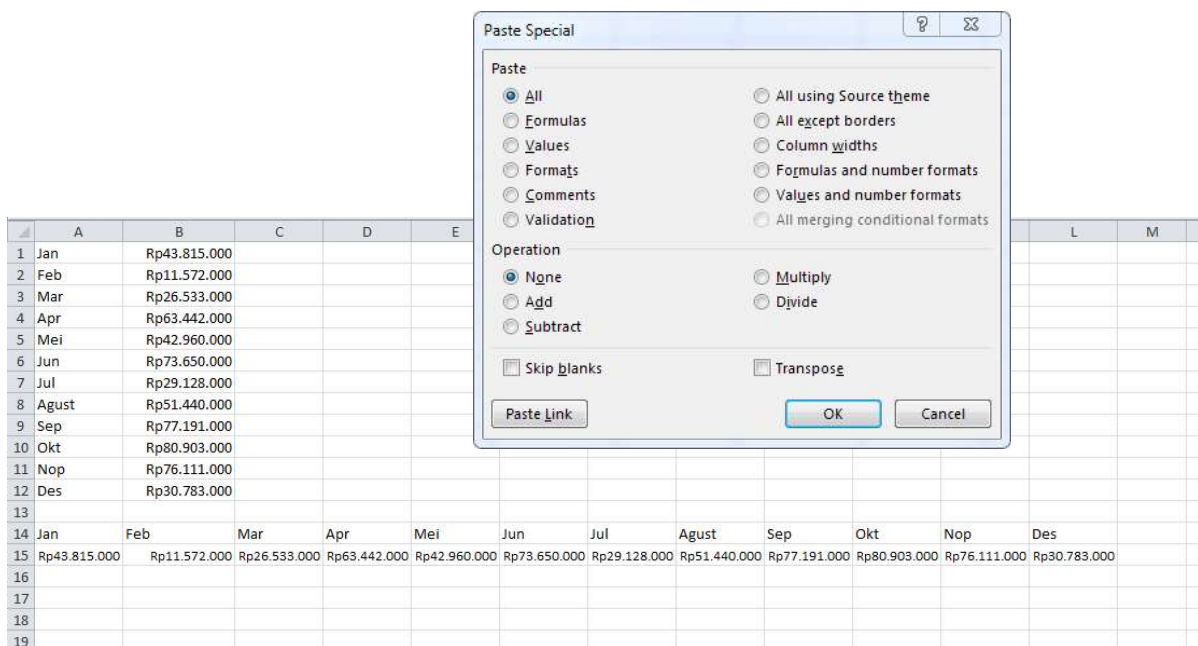 Paste Special
Paste
All All using Source theme
Formulas All except borders
Values Column widths
Formats Formulas and number formats
Comments Values and number formats
Validation All merging conditional formats
Operation
None Multiply
Add Divide
Subtract
Skip blanks Transpose
Paste Link OK Cancel
A B C D E L M
1 Jan Rp43.815.000
2 Feb Rp11.572.000
3 Mar Rp26.533.000
4 Apr Rp63.442.000
5 Mei Rp42.960.000
6 Jun Rp73.650.000
7 Jul Rp29.128.000
8 Agust Rp51.440.000
9 Sep Rp77.191.000
10 Okt Rp80.903.000
11 Nop Rp76.111.000
12 Des Rp30.783.000
13
14 Jan Feb Mar Apr Mei Jun Jul Agust Sep Okt Nop Des
15 Rp43.815.000 Rp11.572.000 Rp26.533.000 Rp63.442.000 Rp42.960.000 Rp73.650.000 Rp29.128.000 Rp51.440.000 Rp77.191.000 Rp80.903.000 Rp76.111.000 Rp30.783.000
16
17
18
19